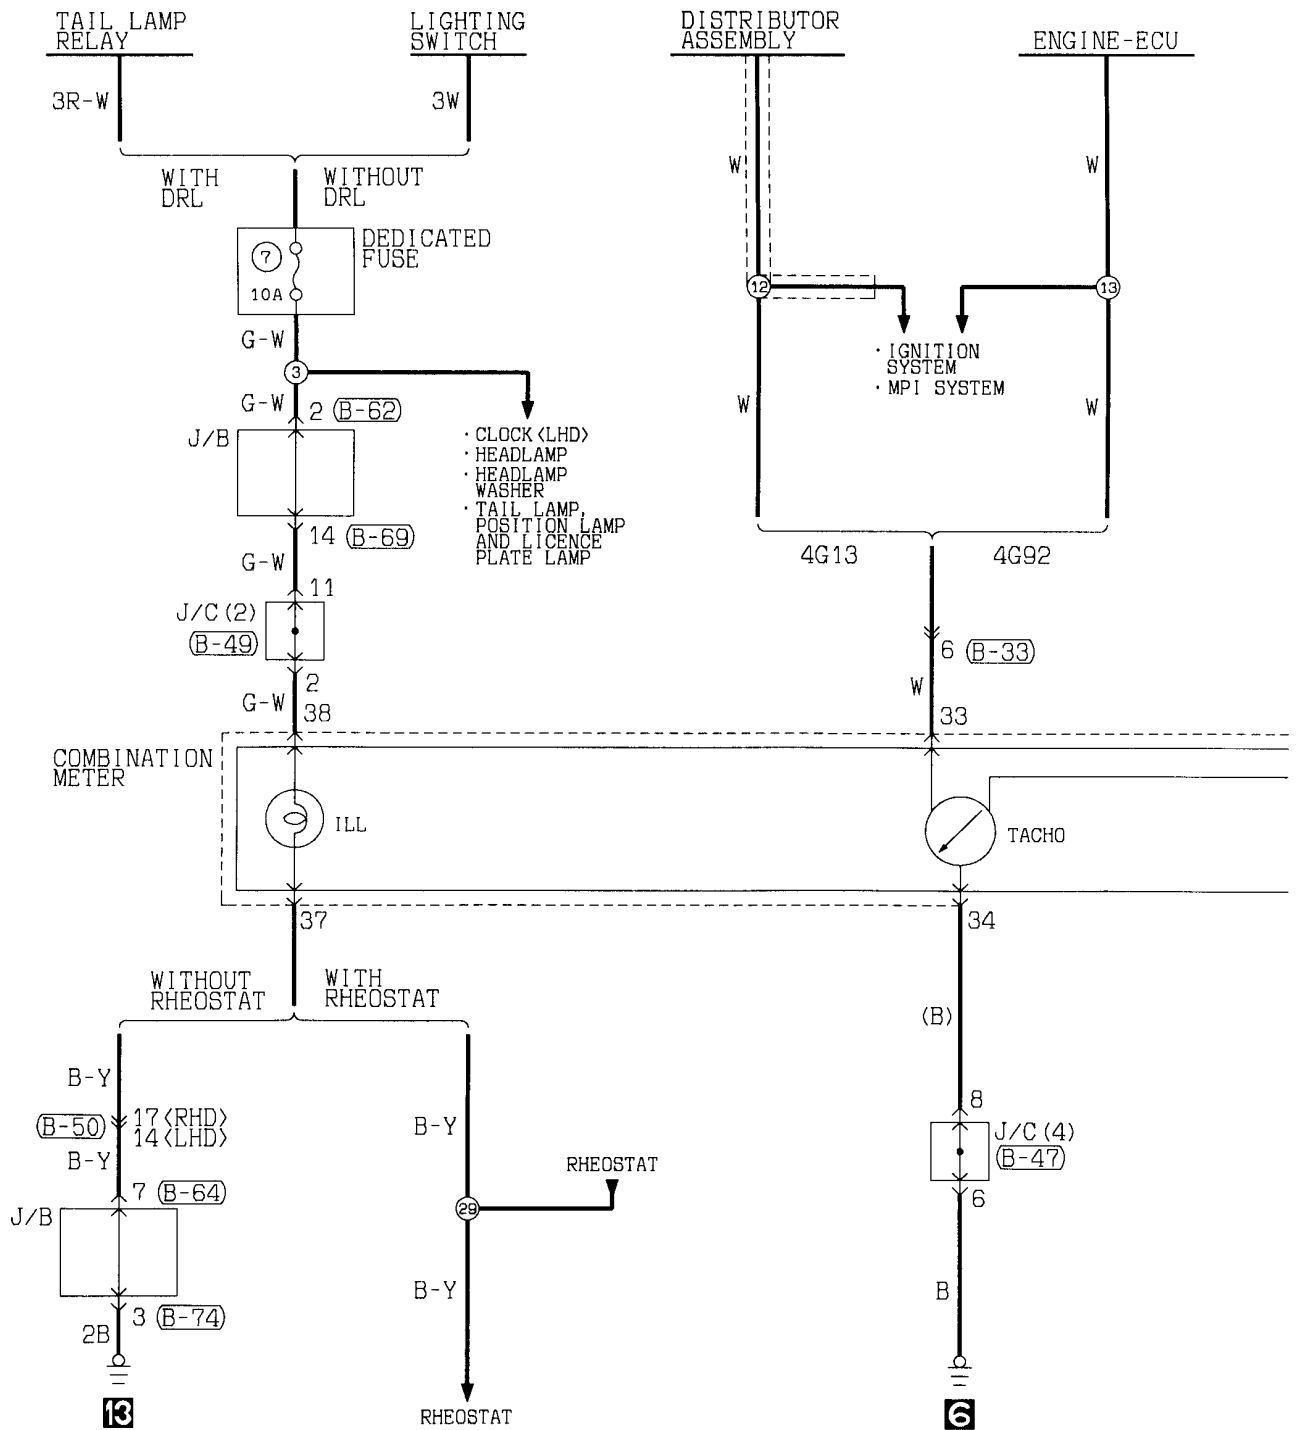 TAIL LAMP
RELAY
LIGHTING
SWITCH
DISTRIBUTOR
ASSEMBLY
ENGINE-ECU
3R-W
3W
W
W
WITH
DRL
WITHOUT
DRL
DEDICATED
FUSE
7
10A
G-W
3
12
13
· IGNITION
SYSTEM
· MPI SYSTEM
G-W
2 (B-62)
W
W
J/B
· CLOCK<LHD>
· HEADLAMP
· HEADLAMP
WASHER
· TAIL LAMP,
POSITION LAMP
AND LICENCE
PLATE LAMP
14 (B-69)
G-W
4G13
4G92
11
J/C(2)
(B-49)
6 (B-33)
2
W
G-W
38
33
COMBINATION
METER
ILL
TACHO
37
34
WITHOUT
RHEOSTAT
WITH
RHEOSTAT
(B)
B-Y
8
(B-50)
17<RHD>
14<LHD>
B-Y
J/C(4)
(B-47)
B-Y
RHEOSTAT
7 (B-64)
6
J/B
29
B-Y
B
3 (B-74)
2B
13
RHEOSTAT
6